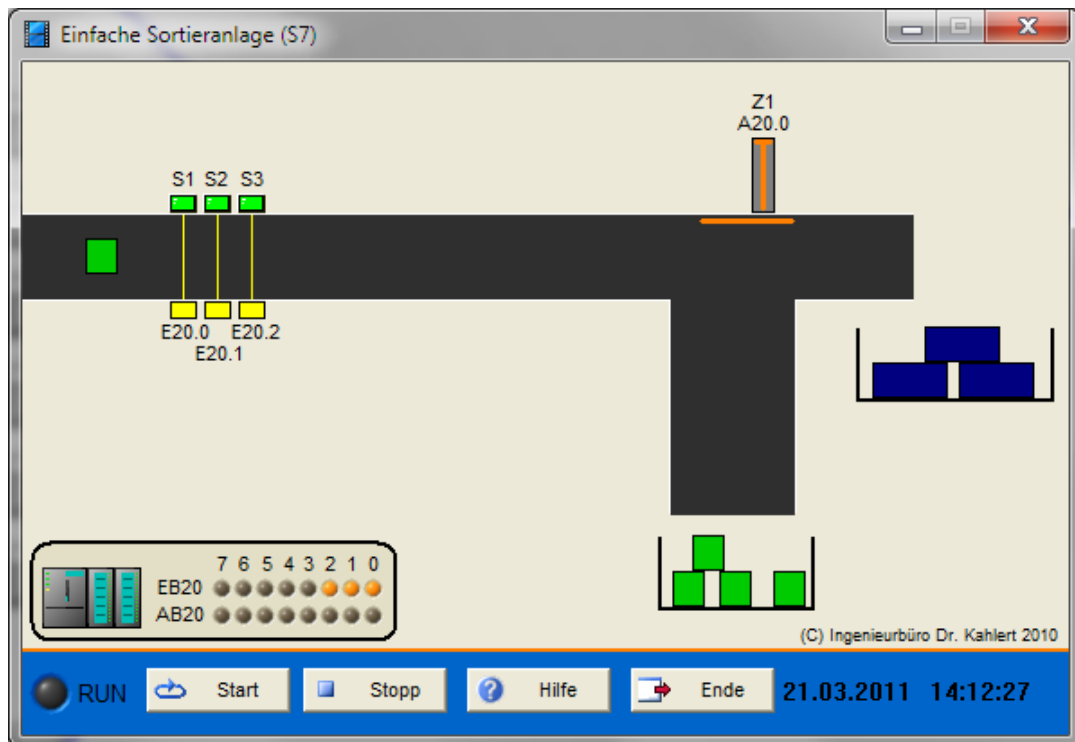 Einfache Sortieranlage (S7)
Z1
A20.0
S1 S2 S3
E20.0 E20.2
E20.1
7 6 5 4 3 2 1 0
EB20
AB20
(C) Ingenieurbüro Dr. Kahlert 2010
RUN Start Stopp Hilfe Ende 21.03.2011 14:12:27